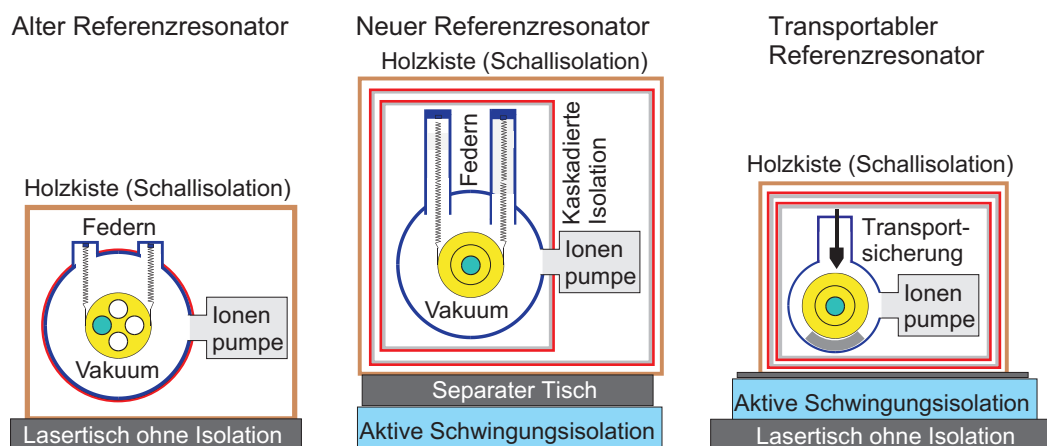 Alter Referenzresonator
Holzkiste (Schallisolation)
Federn
Ionen
pumpe
Vakuum
Lasertisch ohne Isolation
Neuer Referenzresonator
Holzkiste (Schallisolation)
Federn
Kaskadierte
Isolation
Ionen
pumpe
Vakuum
Separater Tisch
Aktive Schwingungsisolation
Transportabler
Referenzresonator
Holzkiste (Schallisolation)
Transport-
sicherung
Ionen
pumpe
Aktive Schwingungsisolation
Lasertisch ohne Isolation